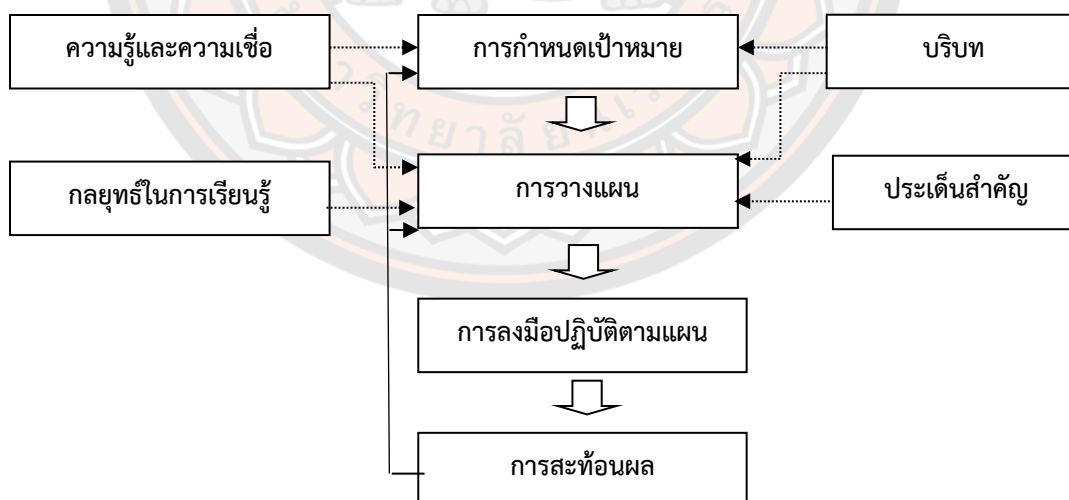 ความรู้และความเชื่อ
การกำหนดเป้าหมาย
บริบท
กลยุทธ์ในการเรียนรู้
การวางแผน
ประเด็นสำคัญ
การลงมือปฏิบัติตามแผน
การสะท้อนผล